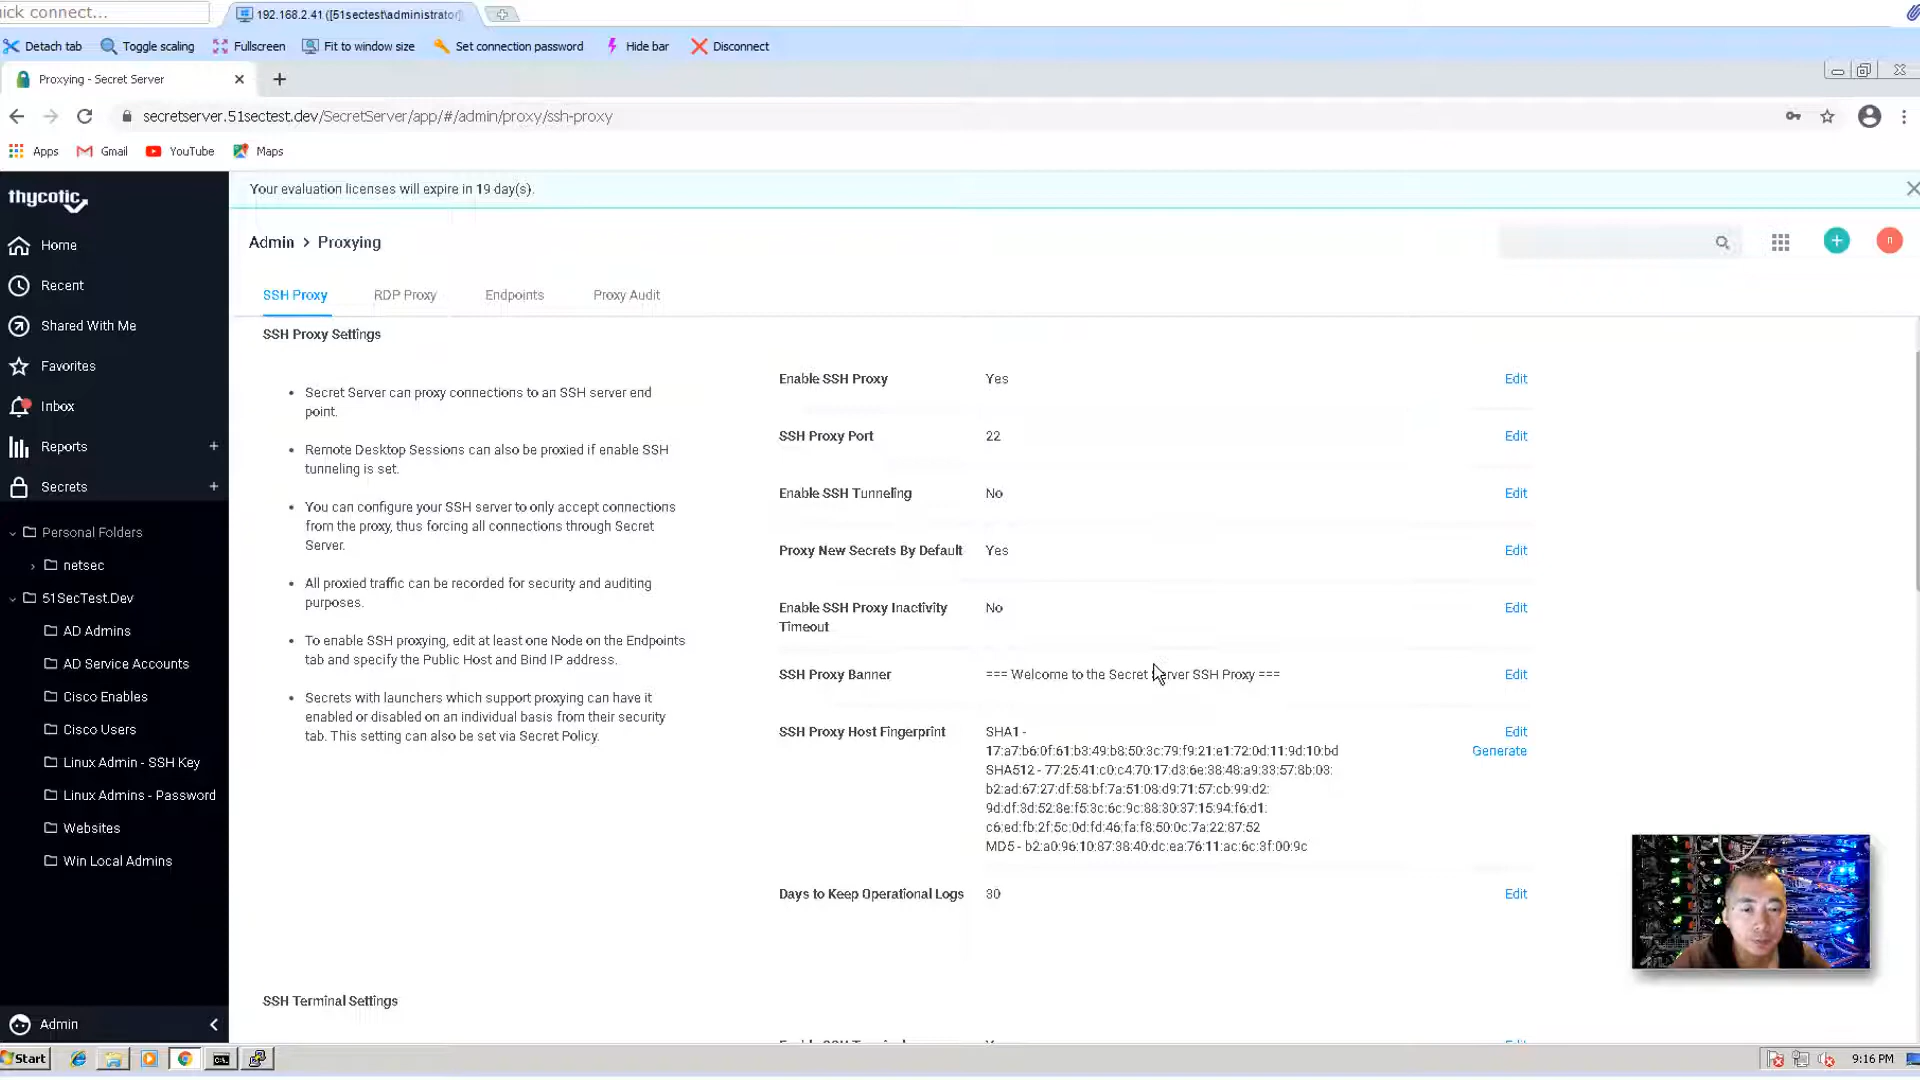 ick connect...
192.168.2.41 ([51sectest\administrator]
Detach tab
Toggle scaling
Fullscreen
Fit to window size
Set connection password
Hide bar
Disconnect
Proxying - Secret Server
secretserver.51sectest.dev/SecretServer/app/#/admin/proxy/ssh-proxy
Apps
Gmail
YouTube
Maps
thycotic
Your evaluation licenses will expire in 19 day(s).
Home
Recent
Shared With Me
Favorites
Inbox
Reports
Secrets
Personal Folders
netsec
51SecTest.Dev
AD Admins
AD Service Accounts
Cisco Enables
Cisco Users
Linux Admin - SSH Key
Linux Admins - Password
Websites
Win Local Admins
Admin
Admin > Proxying
n
SSH Proxy
RDP Proxy
Endpoints
Proxy Audit
SSH Proxy Settings
• Secret Server can proxy connections to an SSH server end
point.
• Remote Desktop Sessions can also be proxied if enable SSH
tunneling is set.
• You can configure your SSH server to only accept connections
from the proxy, thus forcing all connections through Secret
Server.
• All proxied traffic can be recorded for security and auditing
purposes.
• To enable SSH proxying, edit at least one Node on the Endpoints
tab and specify the Public Host and Bind IP address.
• Secrets with launchers which support proxying can have it
enabled or disabled on an individual basis from their security
tab. This setting can also be set via Secret Policy.
Enable SSH Proxy Yes Edit
SSH Proxy Port 22 Edit
Enable SSH Tunneling No Edit
Proxy New Secrets By Default Yes Edit
Enable SSH Proxy Inactivity No Edit
Timeout
SSH Proxy Banner === Welcome to the Secret Server SSH Proxy === Edit
SSH Proxy Host Fingerprint SHA1 - Edit
17:a7:b6:0f:61:b3:49:b8:50:3c:79:f9:21:e1:72:0d:11:9d:10:bd Generate
SHA512 - 77:25:41:c0:c4:70:17:d3:6e:38:48:a9:33:57:8b:03:
b2:ad:67:27:df:58:bf:7a:51:08:d9:71:57:cb:99:d2:
9d:df:3d:52:8e:f5:3c:6c:9c:88:30:37:15:94:f6:d1:
c6:ed:fb:2f:5c:0d:fd:46:fa:f8:50:0c:7a:22:87:52
MD5 - b2:a0:96:10:87:38:40:dc:ea:76:11:ac:6c:3f:00:9c
Days to Keep Operational Logs 30 Edit
SSH Terminal Settings
Start
9:16 PM